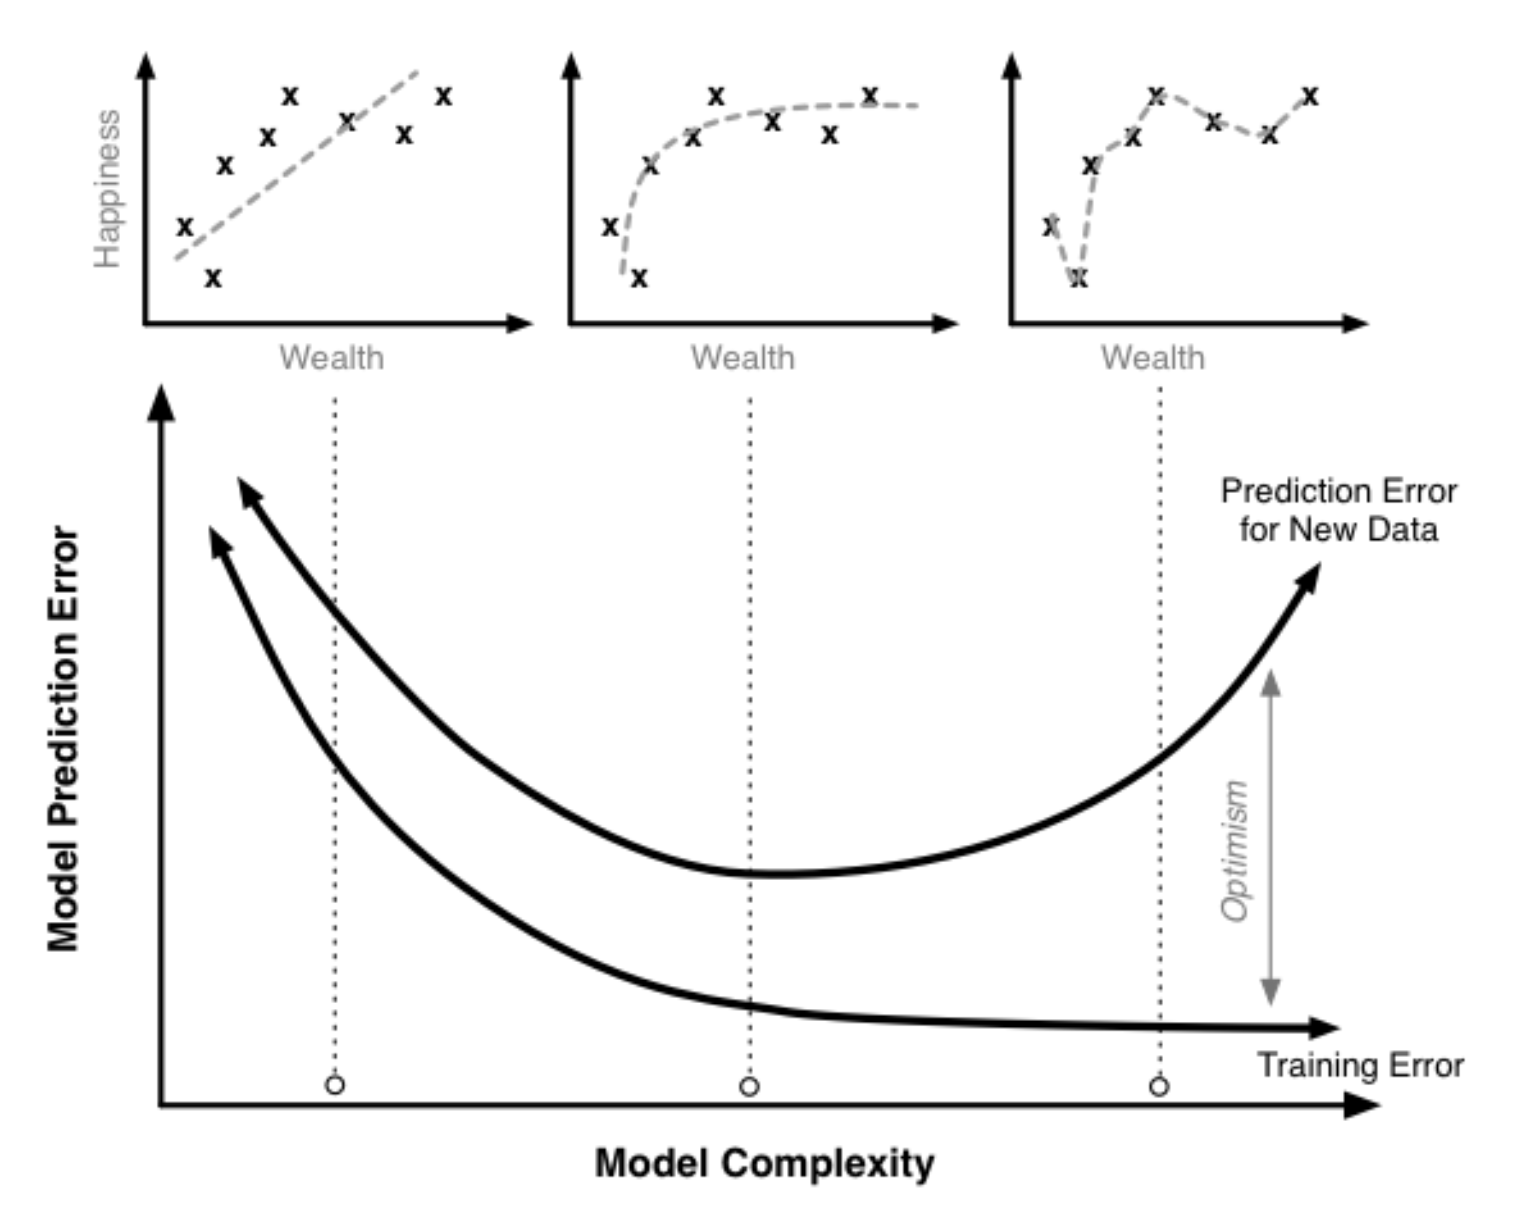 Happiness
Wealth
Wealth
Wealth
Model Prediction Error
Prediction Error
for New Data
Optimism
Training Error
Model Complexity